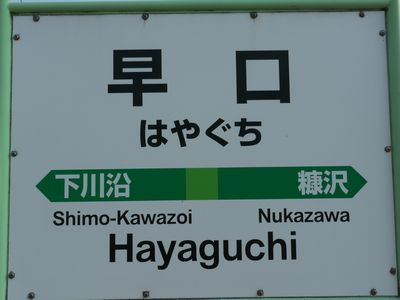 早口
はやぐち
下川沿 糠沢
Shimo-Kawazoi Nukazawa
Hayaguchi